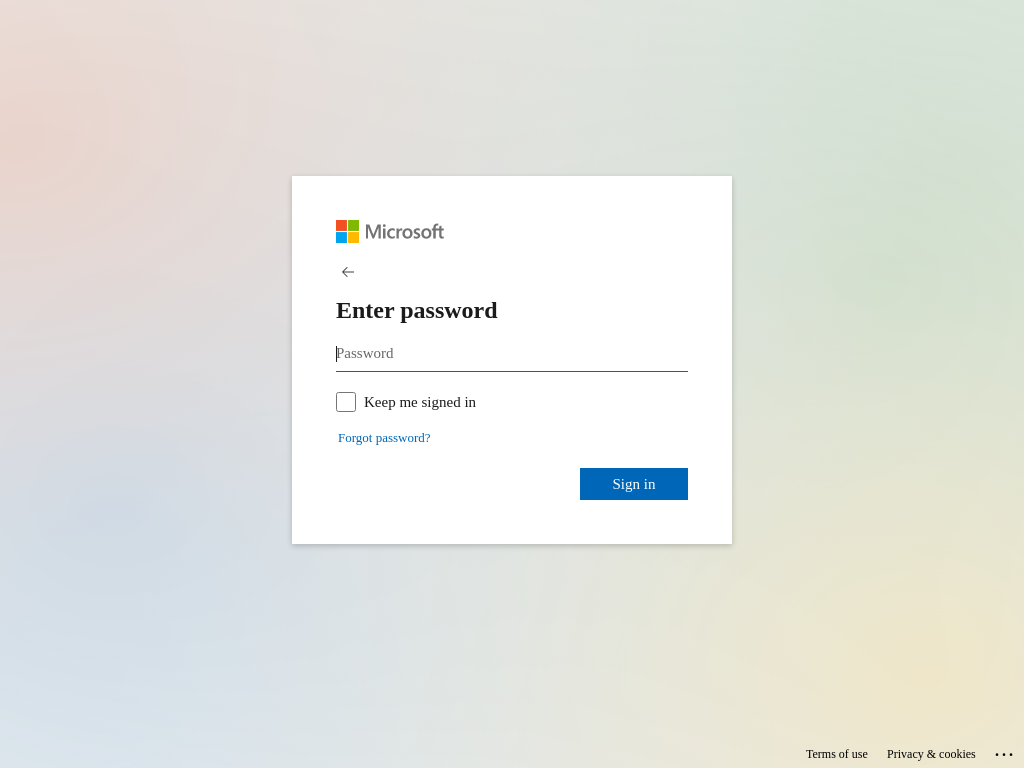 Microsoft
Enter password
Password
Keep me signed in
Forgot password?
Sign in
Terms of use Privacy & cookies ...